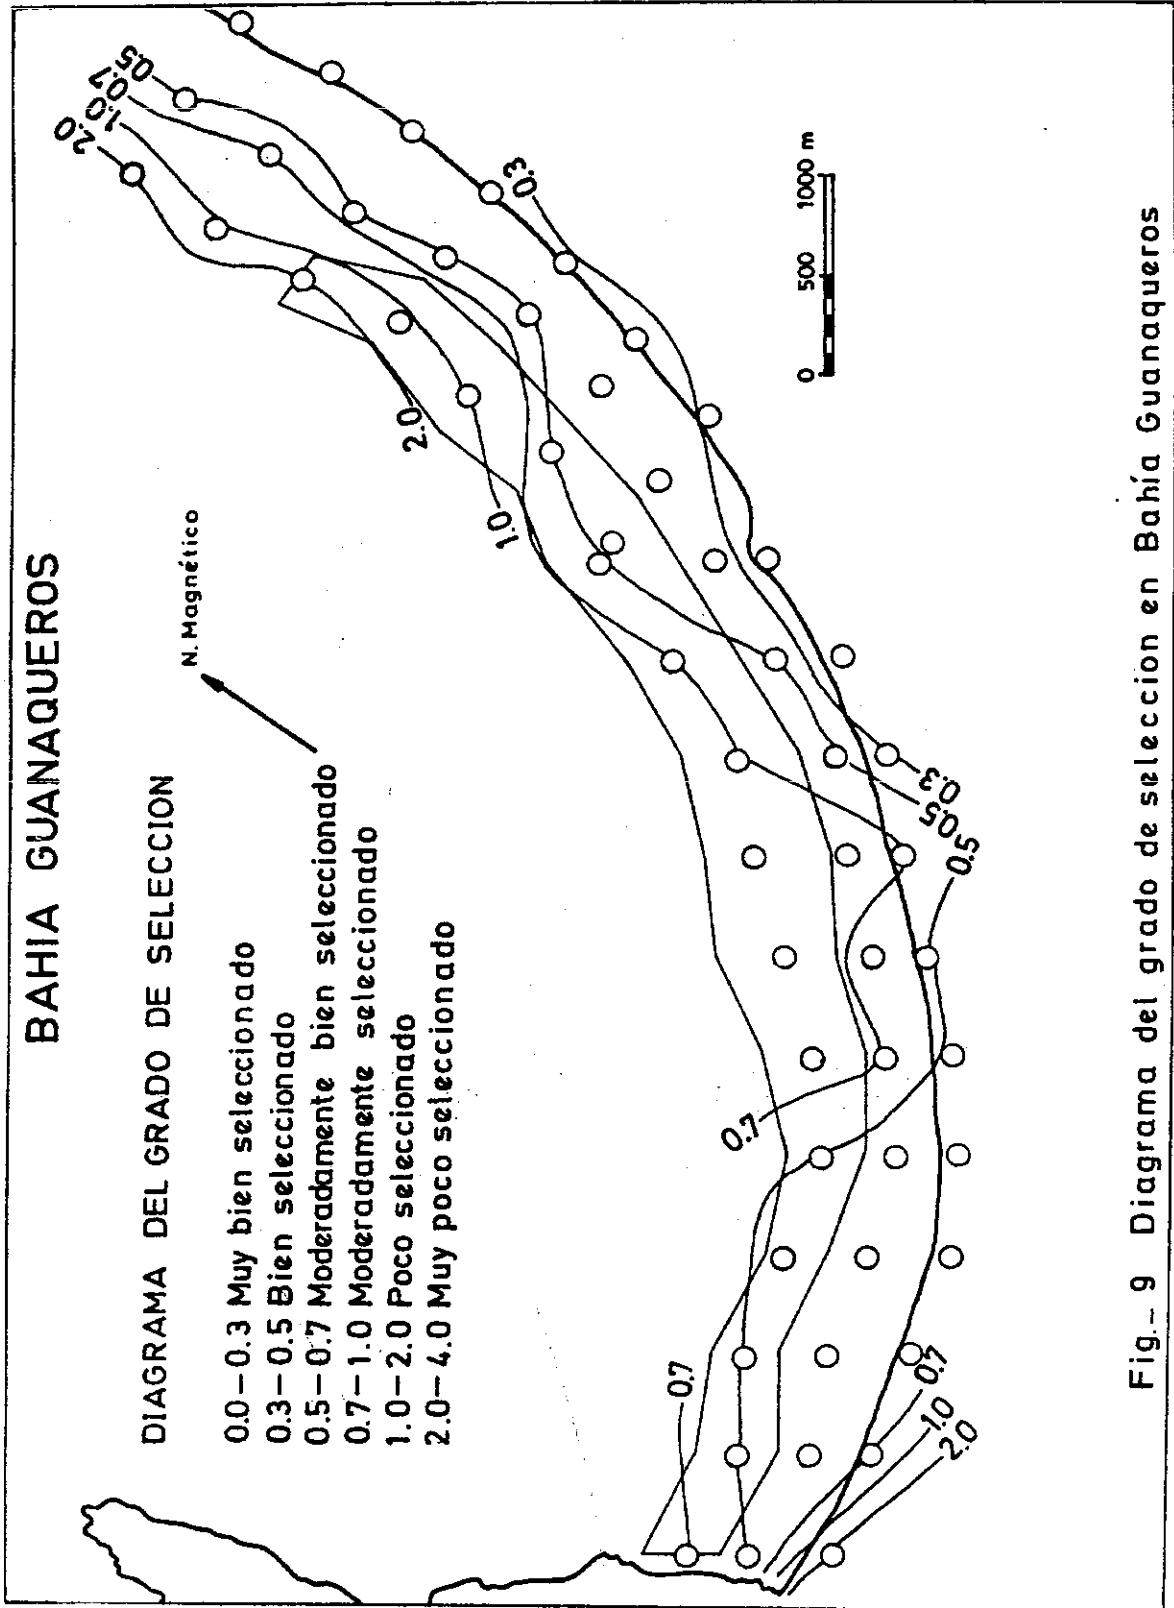 BAHIA GUANAQUEROS
DIAGRAMA DEL GRADO DE SELECCION
N. Magnético
0.0–0.3 Muy bien seleccionado
0.3–0.5 Bien seleccionado
0.5–0.7 Moderadamente bien seleccionado
0.7–1.0 Moderadamente seleccionado
1.0–2.0 Poco seleccionado
2.0–4.0 Muy poco seleccionado
2.0
1.0
0.7
0.5
2.0
1.0
0.3
0.7
0.7
0.3
0.5
0.5
0.5
0.7
1.0
2.0
0 500 1000 m
Fig.- 9 Diagrama del grado de seleccion en Bahía Guanaqueros